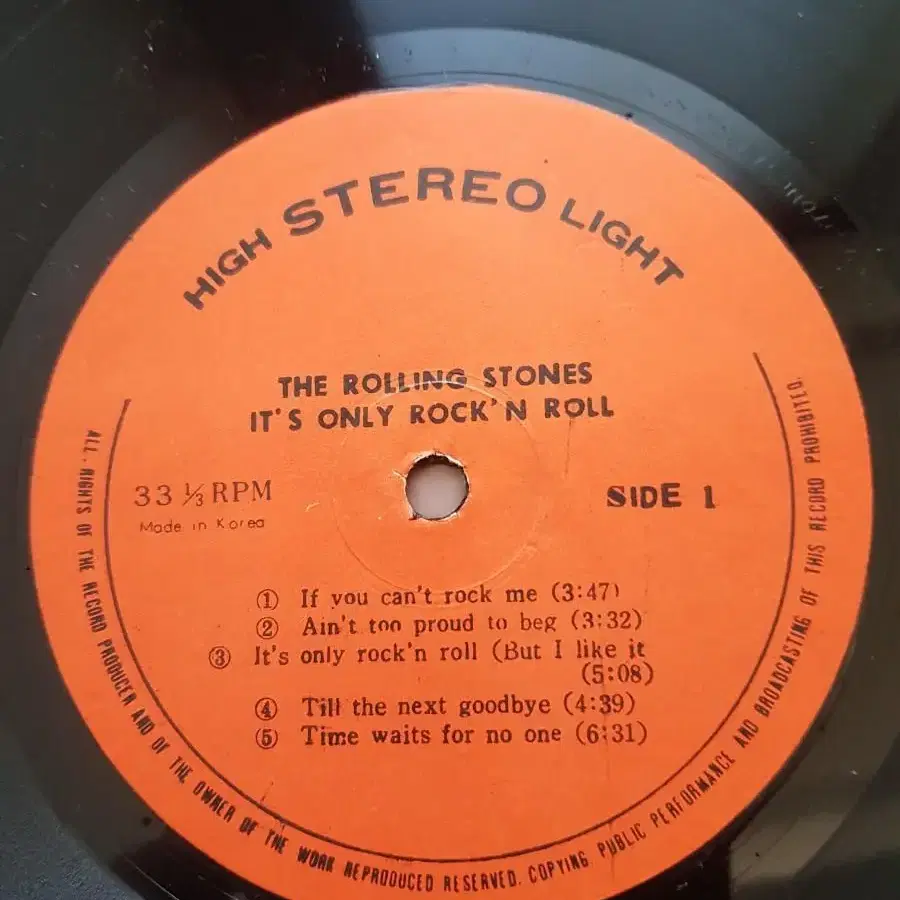 HIGH STEREO LIGHT
THE ROLLING STONES
IT'S ONLY ROCK'N ROLL
33 ⅓ RPM
Made in Korea
SIDE 1
① If you can't rock me (3:47)
② Ain't too proud to beg (3:32)
③ It's only rock'n roll (But I like it
(5:08)
④ Till the next goodbye (4:39)
⑤ Time waits for no one (6:31)
ALL. RIGHTS OF THE RECORD PRODUCER AND OF THE OWNER OF THE WORK REPRODUCED RESERVED. COPYING. PUBLIC PERFORMANCE AND BROADCASTING OF THIS RECORD PROHIBITED.